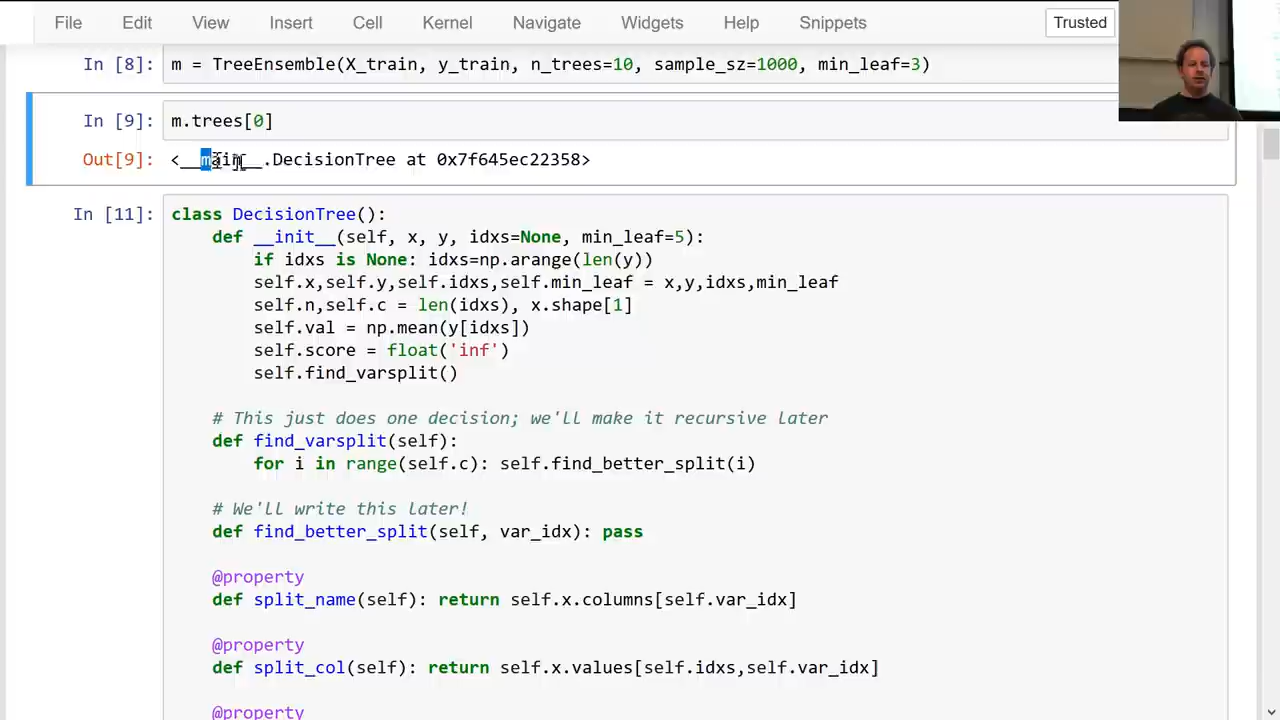 File Edit View Insert Cell Kernel Navigate Widgets Help Snippets Trusted
In [8]: m = TreeEnsemble(X_train, y_train, n_trees=10, sample_sz=1000, min_leaf=3)
In [9]: m.trees[0]
Out[9]: <__main__.DecisionTree at 0x7f645ec22358>
In [11]: class DecisionTree():
def __init__(self, x, y, idxs=None, min_leaf=5):
if idxs is None: idxs=np.arange(len(y))
self.x,self.y,self.idxs,self.min_leaf = x,y,idxs,min_leaf
self.n,self.c = len(idxs), x.shape[1]
self.val = np.mean(y[idxs])
self.score = float('inf')
self.find_varsplit()
# This just does one decision; we'll make it recursive later
def find_varsplit(self):
for i in range(self.c): self.find_better_split(i)
# We'll write this later!
def find_better_split(self, var_idx): pass
@property
def split_name(self): return self.x.columns[self.var_idx]
@property
def split_col(self): return self.x.values[self.idxs,self.var_idx]
@property